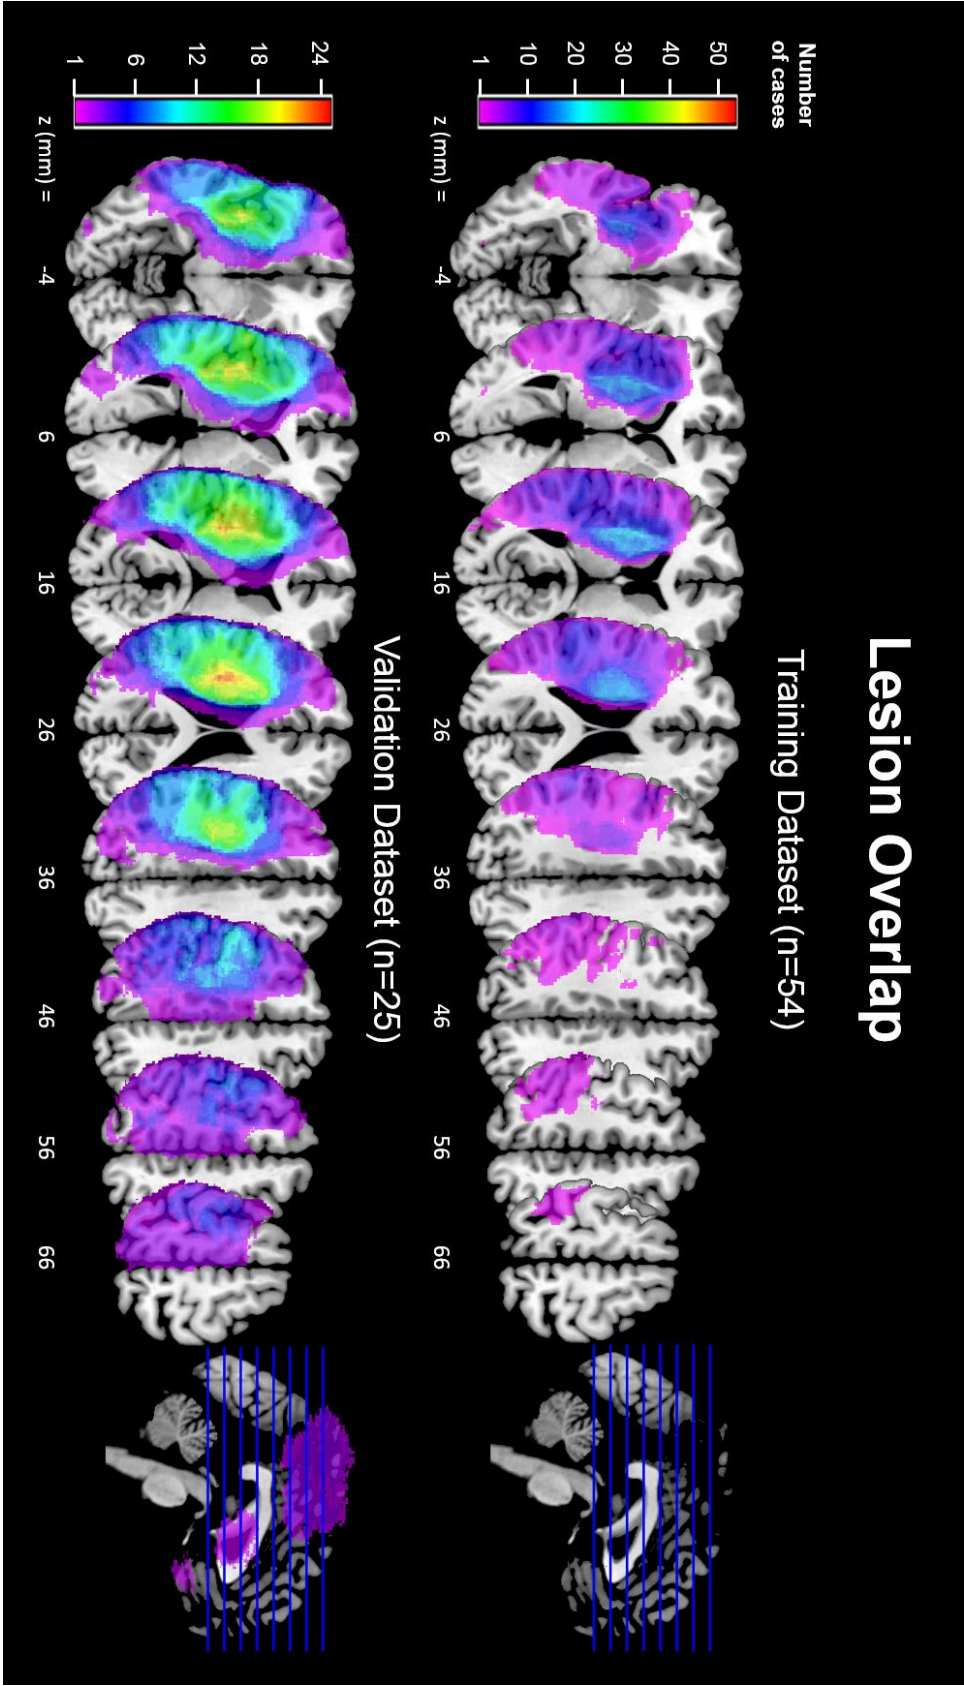 Lesion Overlap
Training Dataset (n=54)
Number
of cases
1 10 20 30 40 50
z (mm) = -4 6 16 26 36 46 56 66
Validation Dataset (n=25)
1 6 12 18 24
z (mm) = -4 6 16 26 36 46 56 66